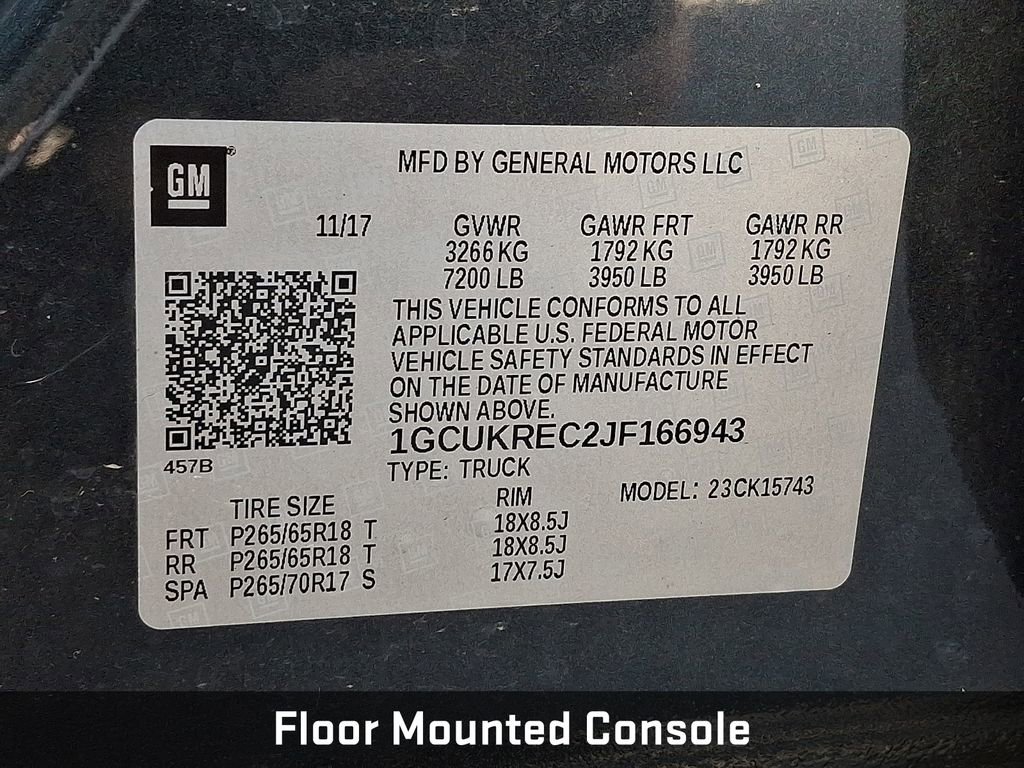 GM
MFD BY GENERAL MOTORS LLC
11/17 GVWR GAWR FRT GAWR RR
3266 KG 1792 KG 1792 KG
7200 LB 3950 LB 3950 LB
THIS VEHICLE CONFORMS TO ALL
APPLICABLE U.S. FEDERAL MOTOR
VEHICLE SAFETY STANDARDS IN EFFECT
ON THE DATE OF MANUFACTURE
SHOWN ABOVE.
1GCUKREC2JF166943
457B
TYPE: TRUCK
MODEL: 23CK15743
TIRE SIZE RIM
FRT P265/65R18 T 18X8.5J
RR P265/65R18 T 18X8.5J
SPA P265/70R17 S 17X7.5J
Floor Mounted Console